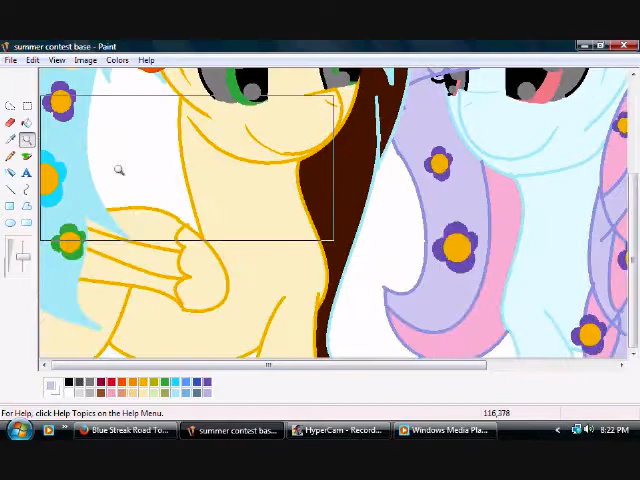 summer contest base - Paint
File Edit View Image Colors Help
A
For Help, click Help Topics on the Help Menu.
116,378
Blue Streak Road To...
summer contest bas...
HyperCam - Record...
Windows Media Pla...
8:22 PM